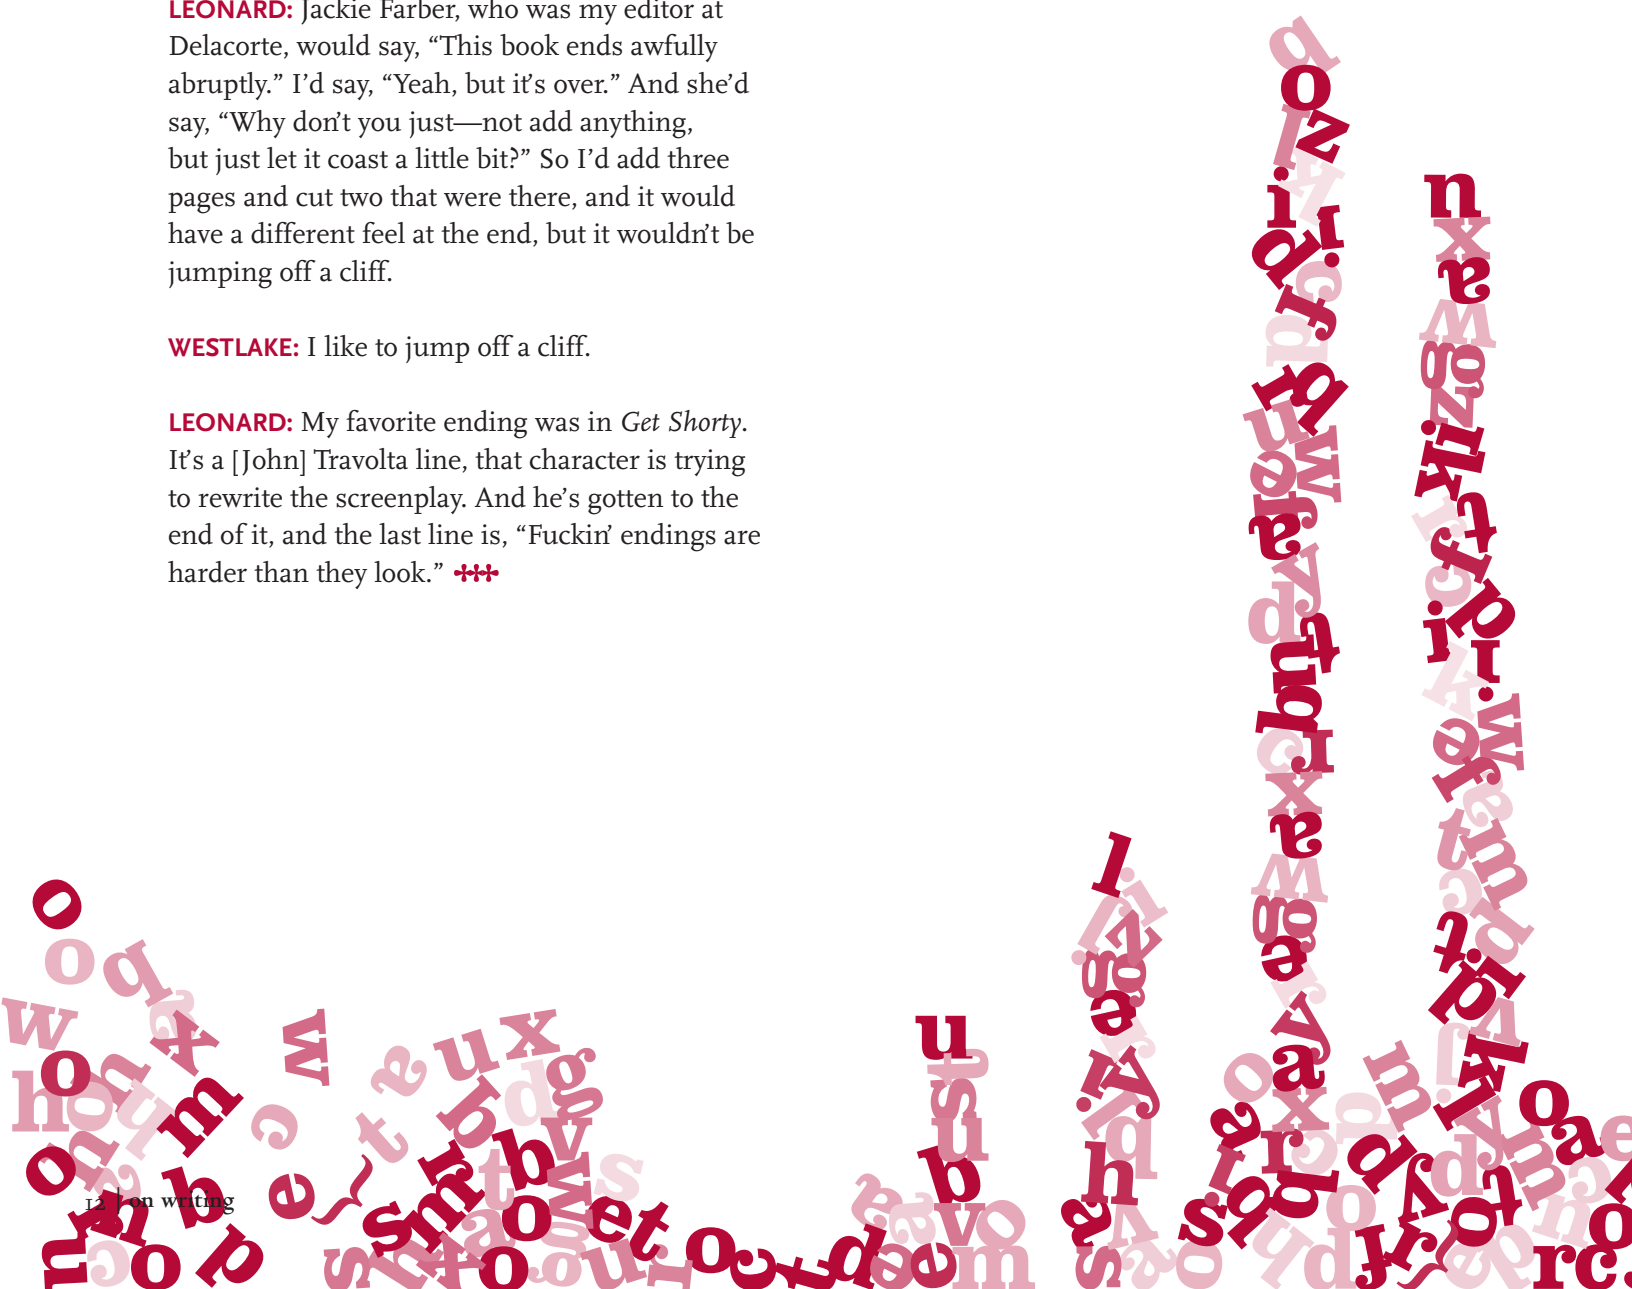 LEONARD: Jackie Farber, who was my editor at
Delacorte, would say, “This book ends awfully
abruptly.” I’d say, “Yeah, but it’s over.” And she’d
say, “Why don’t you just—not add anything,
but just let it coast a little bit?” So I’d add three
pages and cut two that were there, and it would
have a different feel at the end, but it wouldn’t be
jumping off a cliff.
WESTLAKE: I like to jump off a cliff.
LEONARD: My favorite ending was in Get Shorty.
It’s a [John] Travolta line, that character is trying
to rewrite the screenplay. And he’s gotten to the
end of it, and the last line is, “Fuckin’ endings are
harder than they look.”
12 | on writing